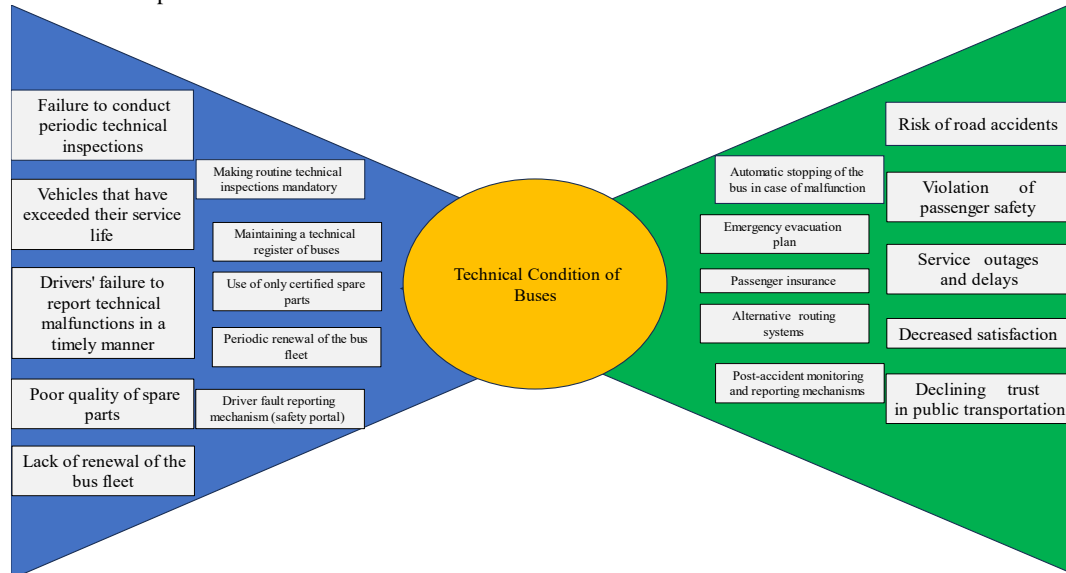 Failure to conduct
periodic technical
inspections
Vehicles that have
exceeded their service
life
Drivers' failure to
report technical
malfunctions in a
timely manner
Poor quality of spare
parts
Lack of renewal of the
bus fleet
Making routine technical
inspections mandatory
Maintaining a technical
register of buses
Use of only certified spare
parts
Periodic renewal of the bus
fleet
Driver fault reporting
mechanism (safety portal)
Technical Condition of
Buses
Automatic stopping of the
bus in case of malfunction
Emergency evacuation
plan
Passenger insurance
Alternative routing
systems
Post-accident monitoring
and reporting mechanisms
Risk of road accidents
Violation of
passenger safety
Service outages
and delays
Decreased satisfaction
Declining trust
in public transportation